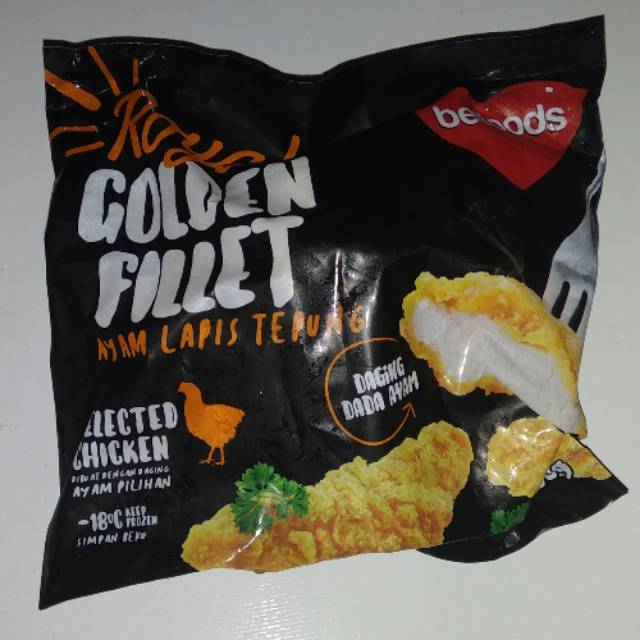 Royal
befoods
GOLDEN
FILLET
AYAM LAPIS TEPUNG
DAGING
DADA AYAM
SELECTED
CHICKEN
DIBUAT DENGAN DAGING
AYAM PILIHAN
-18°C KEEP
FROZEN
SIMPAN BEKU